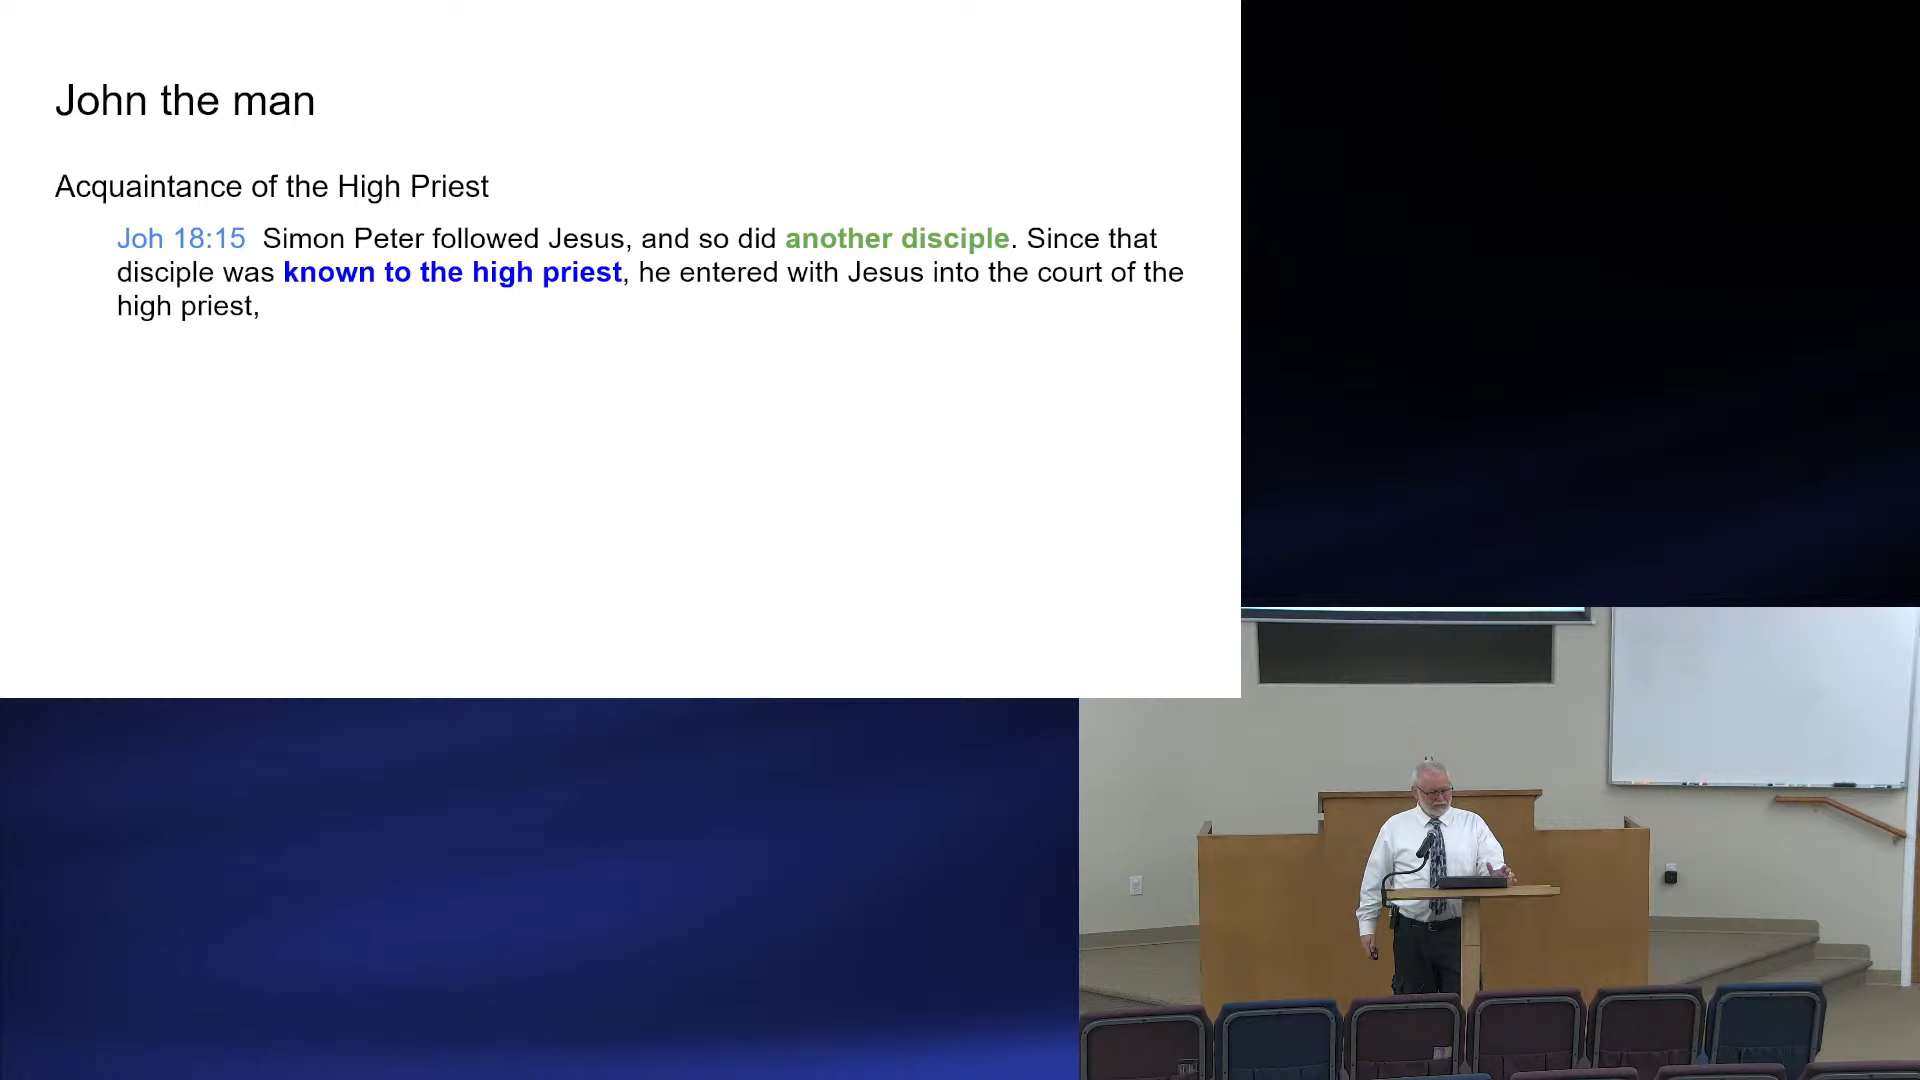 John the man
Acquaintance of the High Priest
Joh 18:15 Simon Peter followed Jesus, and so did another disciple. Since that
disciple was known to the high priest, he entered with Jesus into the court of the
high priest,